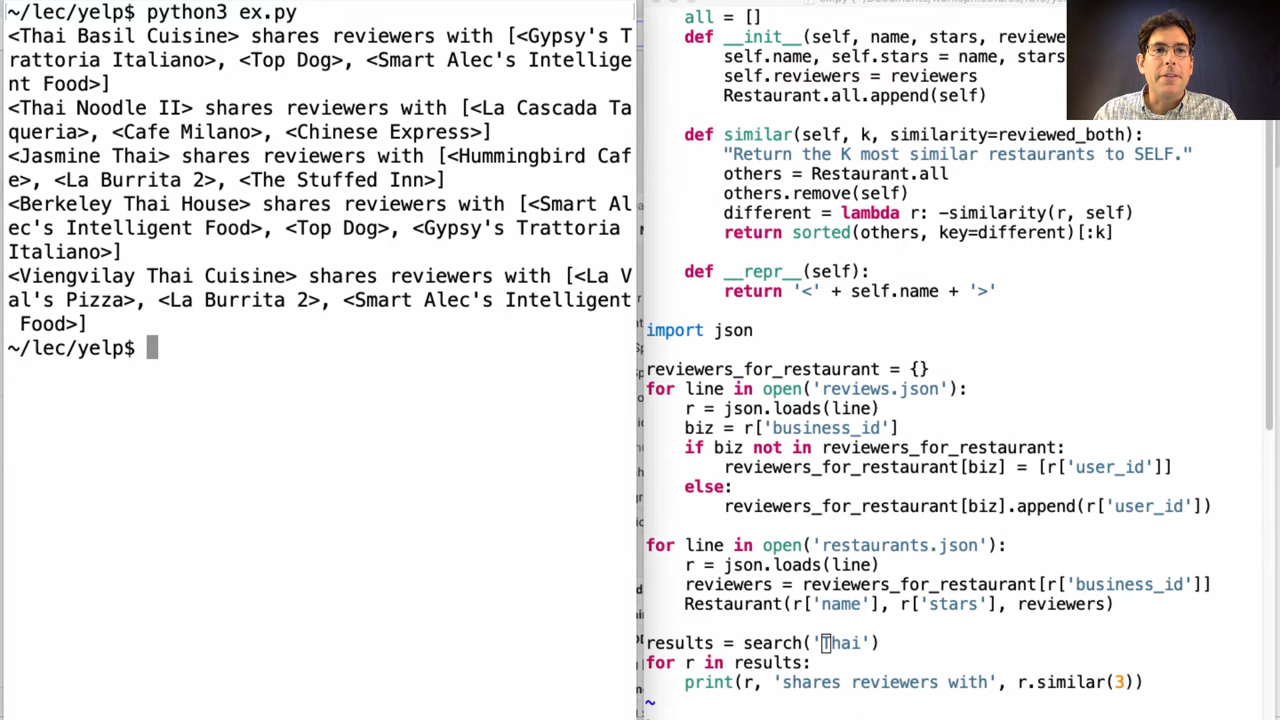 ~/lec/yelp$ python3 ex.py
<Thai Basil Cuisine> shares reviewers with [<Gypsy's T
rattoria Italiano>, <Top Dog>, <Smart Alec's Intellige
nt Food>]
<Thai Noodle II> shares reviewers with [<La Cascada Ta
queria>, <Cafe Milano>, <Chinese Express>]
<Jasmine Thai> shares reviewers with [<Hummingbird Caf
e>, <La Burrita 2>, <The Stuffed Inn>]
<Berkeley Thai House> shares reviewers with [<Smart Al
ec's Intelligent Food>, <Top Dog>, <Gypsy's Trattoria
Italiano>]
<Viengvilay Thai Cuisine> shares reviewers with [<La V
al's Pizza>, <La Burrita 2>, <Smart Alec's Intelligent
 Food>]
~/lec/yelp$
all = []
def __init__(self, name, stars, reviewe
self.name, self.stars = name, stars
self.reviewers = reviewers
Restaurant.all.append(self)
def similar(self, k, similarity=reviewed_both):
"Return the K most similar restaurants to SELF."
others = Restaurant.all
others.remove(self)
different = lambda r: -similarity(r, self)
return sorted(others, key=different)[:k]
def __repr__(self):
return '<' + self.name + '>'
import json
reviewers_for_restaurant = {}
for line in open('reviews.json'):
r = json.loads(line)
biz = r['business_id']
if biz not in reviewers_for_restaurant:
reviewers_for_restaurant[biz] = [r['user_id']]
else:
reviewers_for_restaurant[biz].append(r['user_id'])
for line in open('restaurants.json'):
r = json.loads(line)
reviewers = reviewers_for_restaurant[r['business_id']]
Restaurant(r['name'], r['stars'], reviewers)
results = search('Thai')
for r in results:
print(r, 'shares reviewers with', r.similar(3))
~